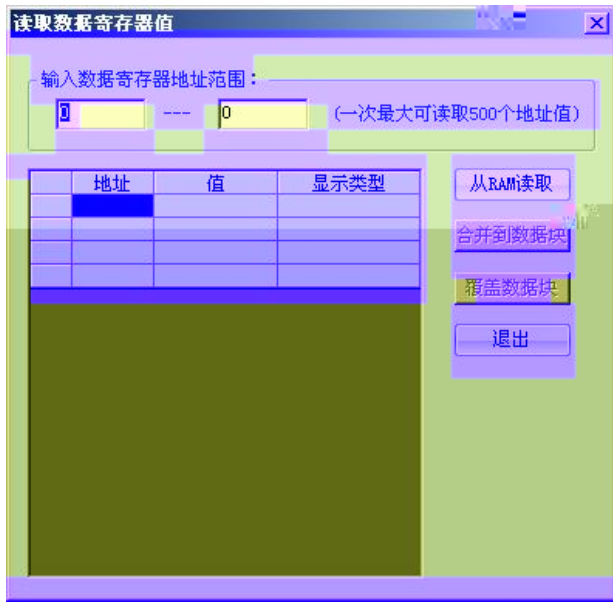 读取数据寄存器值
输入数据寄存器地址范围：
0 --- 0 (一次最大可读取500个地址值)
地址 值 显示类型
从RAM读取
合并到数据块
覆盖数据块
退出